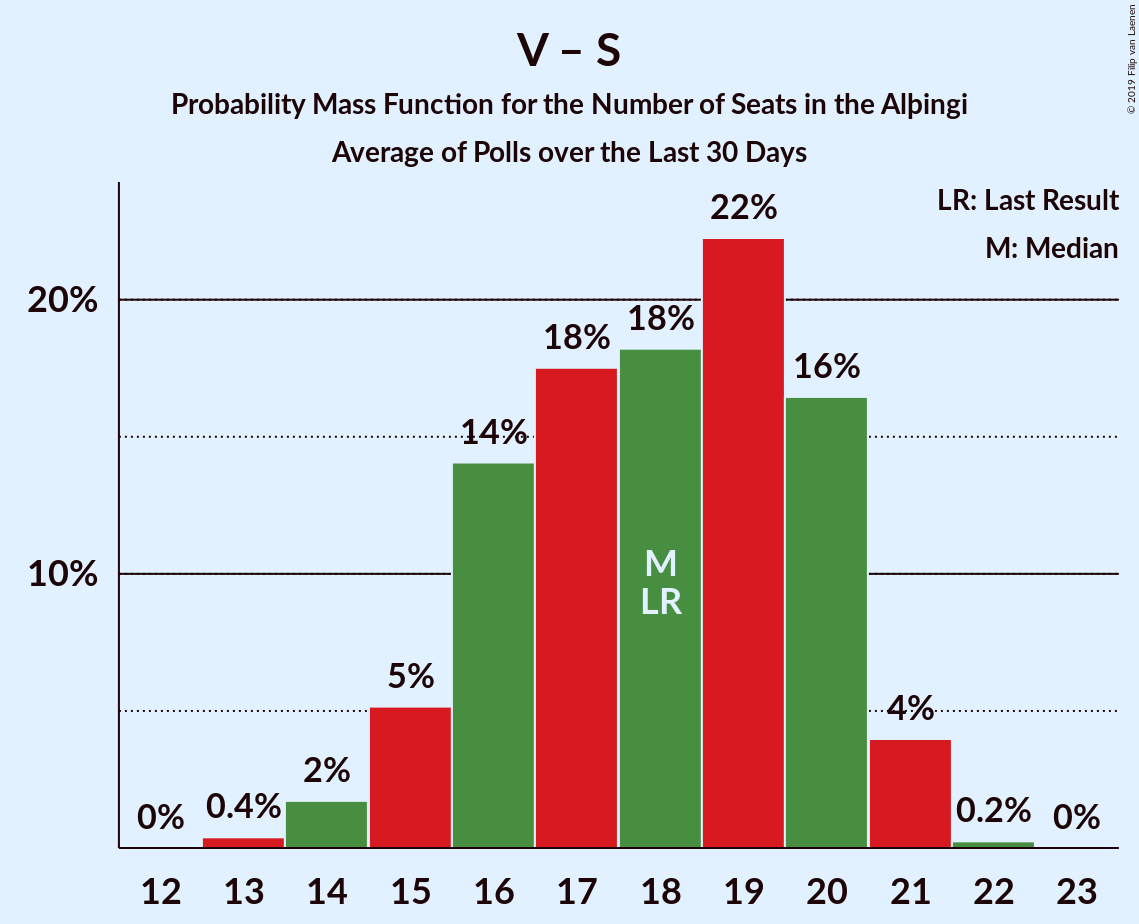 V – S
Probability Mass Function for the Number of Seats in the Alþingi
Average of Polls over the Last 30 Days
© 2019 Filip van Laenen
LR: Last Result
M: Median
20%
10%
0%
0.4%
2%
5%
14%
18%
18%
22%
16%
4%
0.2%
0%
M
LR
12 13 14 15 16 17 18 19 20 21 22 23